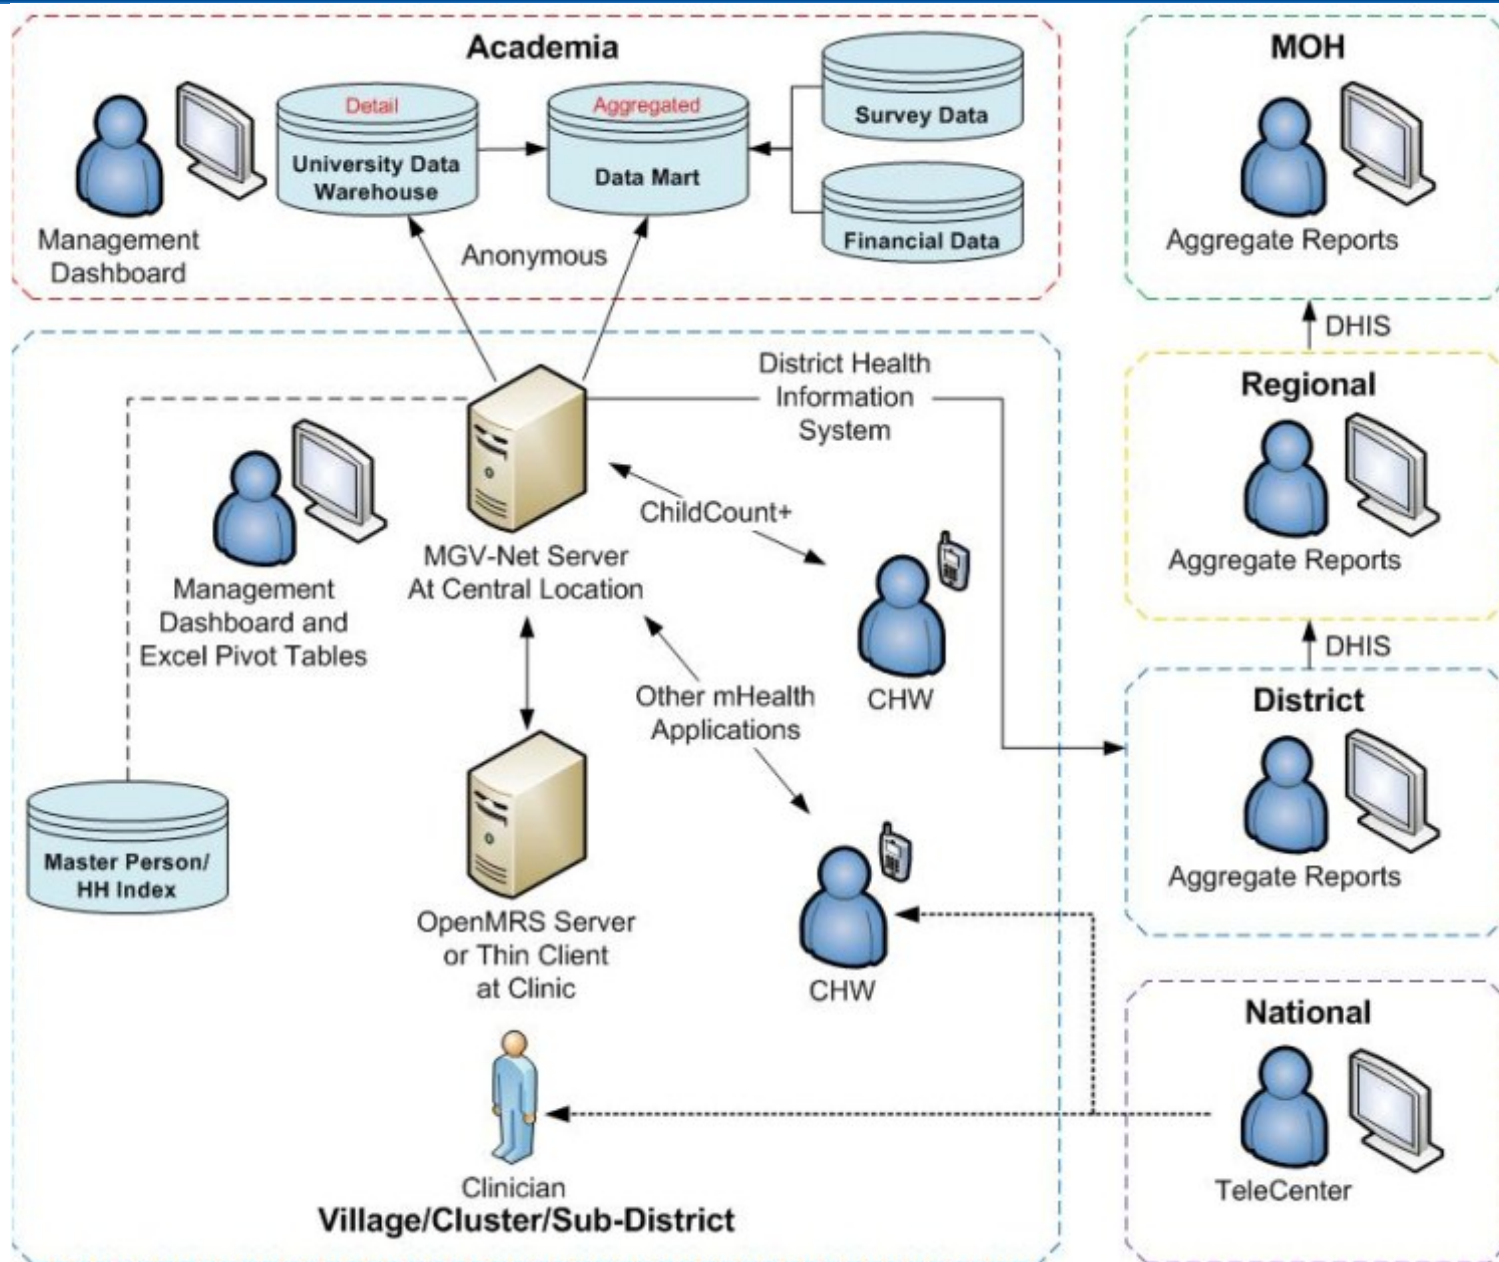 Academia
Detail
University Data
Warehouse
Aggregated
Data Mart
Survey Data
Financial Data
Management
Dashboard
Anonymous
MOH
Aggregate Reports
DHIS
Regional
Aggregate Reports
DHIS
District
Aggregate Reports
National
TeleCenter
District Health
Information
System
MGV-Net Server
At Central Location
ChildCount+
CHW
Management
Dashboard and
Excel Pivot Tables
Other mHealth
Applications
CHW
Master Person/
HH Index
OpenMRS Server
or Thin Client
at Clinic
Clinician
Village/Cluster/Sub-District